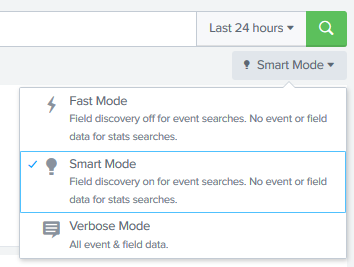 Last 24 hours
Smart Mode
Fast Mode
Field discovery off for event searches. No event or field
data for stats searches.
Smart Mode
Field discovery on for event searches. No event or field
data for stats searches.
Verbose Mode
All event & field data.